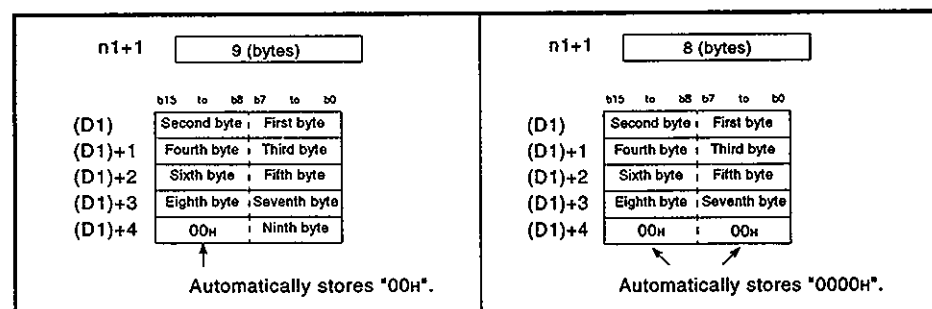 n1+1 9 (bytes)
b15 to b8 b7 to b0
(D1) Second byte First byte
(D1)+1 Fourth byte Third byte
(D1)+2 Sixth byte Fifth byte
(D1)+3 Eighth byte Seventh byte
(D1)+4 00H Ninth byte
Automatically stores "00H".
n1+1 8 (bytes)
b15 to b8 b7 to b0
(D1) Second byte First byte
(D1)+1 Fourth byte Third byte
(D1)+2 Sixth byte Fifth byte
(D1)+3 Eighth byte Seventh byte
(D1)+4 00H 00H
Automatically stores "0000H".